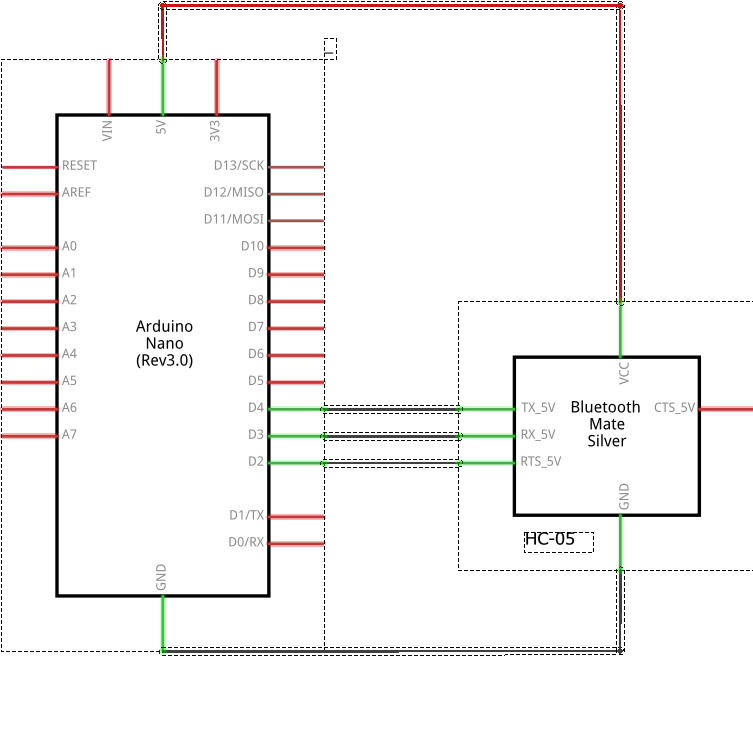 VIN
5V
3V3
RESET
D13/SCK
AREF
D12/MISO
D11/MOSI
A0
D10
A1
D9
A2
D8
A3
D7
A4
D6
A5
D5
A6
D4
A7
D3
D2
D1/TX
D0/RX
GND
Arduino
Nano
(Rev3.0)
VCC
TX_5V
CTS_5V
RX_5V
RTS_5V
Bluetooth
Mate
Silver
GND
HC-05